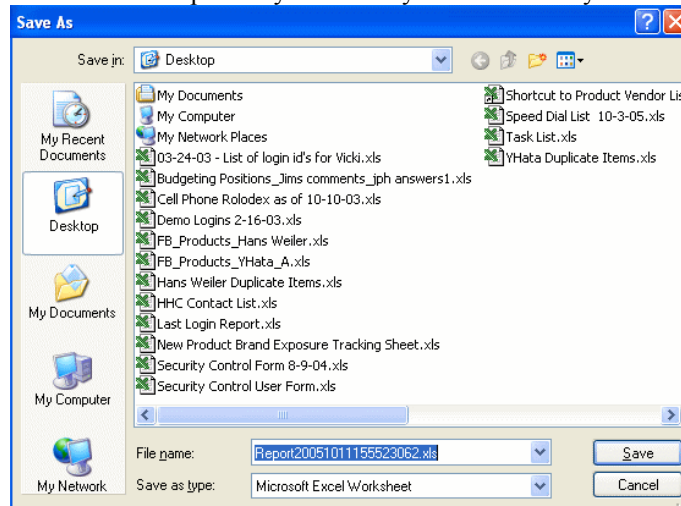 Save As
Save in:
Desktop
My Recent Documents
Desktop
My Documents
My Computer
My Network
My Documents
My Computer
My Network Places
03-24-03 - List of login id's for Vicki.xls
Budgeting Positions_Jims comments_jph answers1.xls
Cell Phone Rolodex as of 10-10-03.xls
Demo Logins 2-16-03.xls
FB_Products_Hans Weiler.xls
FB_Products_YHata_A.xls
Hans Weiler Duplicate Items.xls
HHC Contact List.xls
Last Login Report.xls
New Product Brand Exposure Tracking Sheet.xls
Security Control Form 8-9-04.xls
Security Control User Form.xls
Shortcut to Product Vendor Lis
Speed Dial List 10-3-05.xls
Task List.xls
YHata Duplicate Items.xls
File name:
Report20051011155523062.xls
Save
Save as type:
Microsoft Excel Worksheet
Cancel